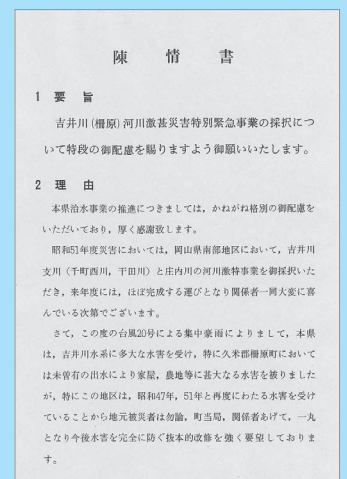 陳情書
1 要旨
吉井川(柵原)河川激甚災害特別緊急事業の採択につ
いて特段の御配慮を賜りますよう御願いいたします。
2 理由
本県治水事業の推進につきましては,かねがね格別の御配慮を
いただいており,厚く感謝致します。
昭和51年度災害においては,岡山県南部地区において,吉井川
支川(千町西川,干田川)と庄内川の河川激特事業を御採択いた
だき,来年度には,ほぼ完成する運びとなり関係者一同大変に喜
んでいる次第でございます。
さて,この度の台風20号による集中豪雨によりまして,本県
は,吉井川水系に多大な水害を受け,特に久米郡柵原町において
は未曽有の出水により家屋,農地等に甚大なる水害を被りました
が,特にこの地区は,昭和47年,51年と再度にわたる水害を受け
ていることから地元被災者は勿論,町当局,関係者あげて,一丸
となり今後水害を完全に防ぐ抜本的改修を強く要望しておりま
す。